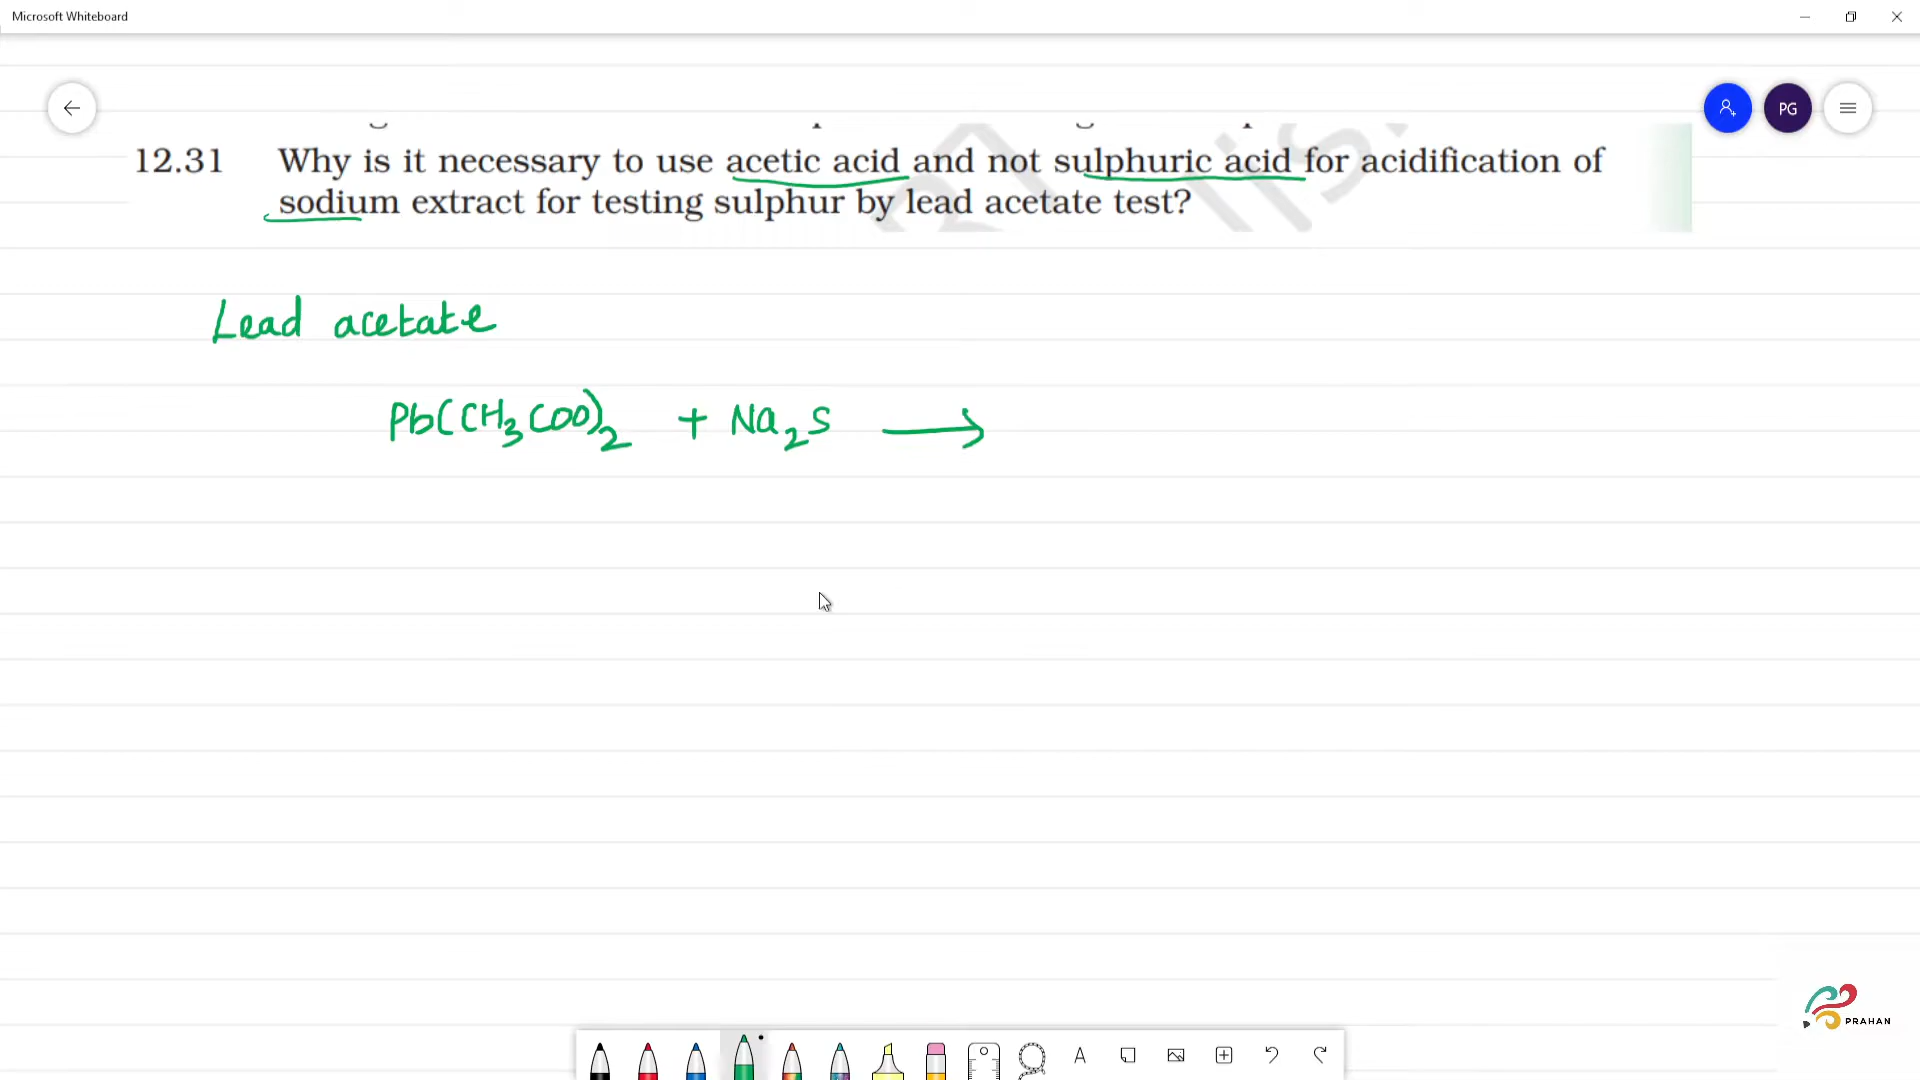 Microsoft Whiteboard
PG
12.31 Why is it necessary to use acetic acid and not sulphuric acid for acidification of
sodium extract for testing sulphur by lead acetate test?
Lead acetate
Pb(CH₃COO)₂ + Na₂S ⟶
PRAHAN
A